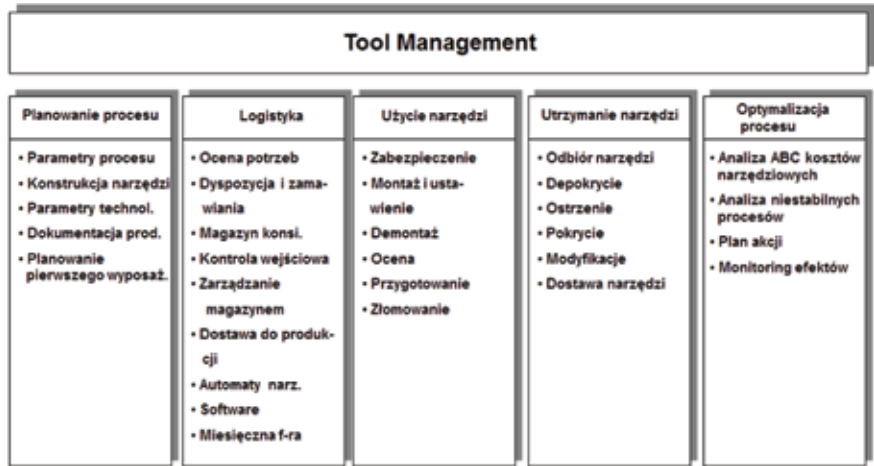 Tool Management
Planowanie procesu
• Parametry procesu
• Konstrukcja narzędzi
• Parametry technol.
• Dokumentacja prod.
• Planowanie
pierwszego wyposaż.
Logistyka
• Ocena potrzeb
• Dyspozycja i zama-
wiania
• Magazyn konsi.
• Kontrola wejściowa
• Zarządzanie
magazynem
• Dostawa do produk-
cji
• Automaty narz.
• Software
• Miesięczna f-ra
Użycie narzędzi
• Zabezpieczenie
• Montaż i usta-
wienie
• Demontaż
• Ocena
• Przygotowanie
• Złomowanie
Utrzymanie narzędzi
• Odbiór narzędzi
• Depokrycie
• Ostrzenie
• Pokrycie
• Modyfikacje
• Dostawa narzędzi
Optymalizacja
procesu
• Analiza ABC kosztów
narzędziowych
• Analiza niestabilnych
procesów
• Plan akcji
• Monitoring efektów